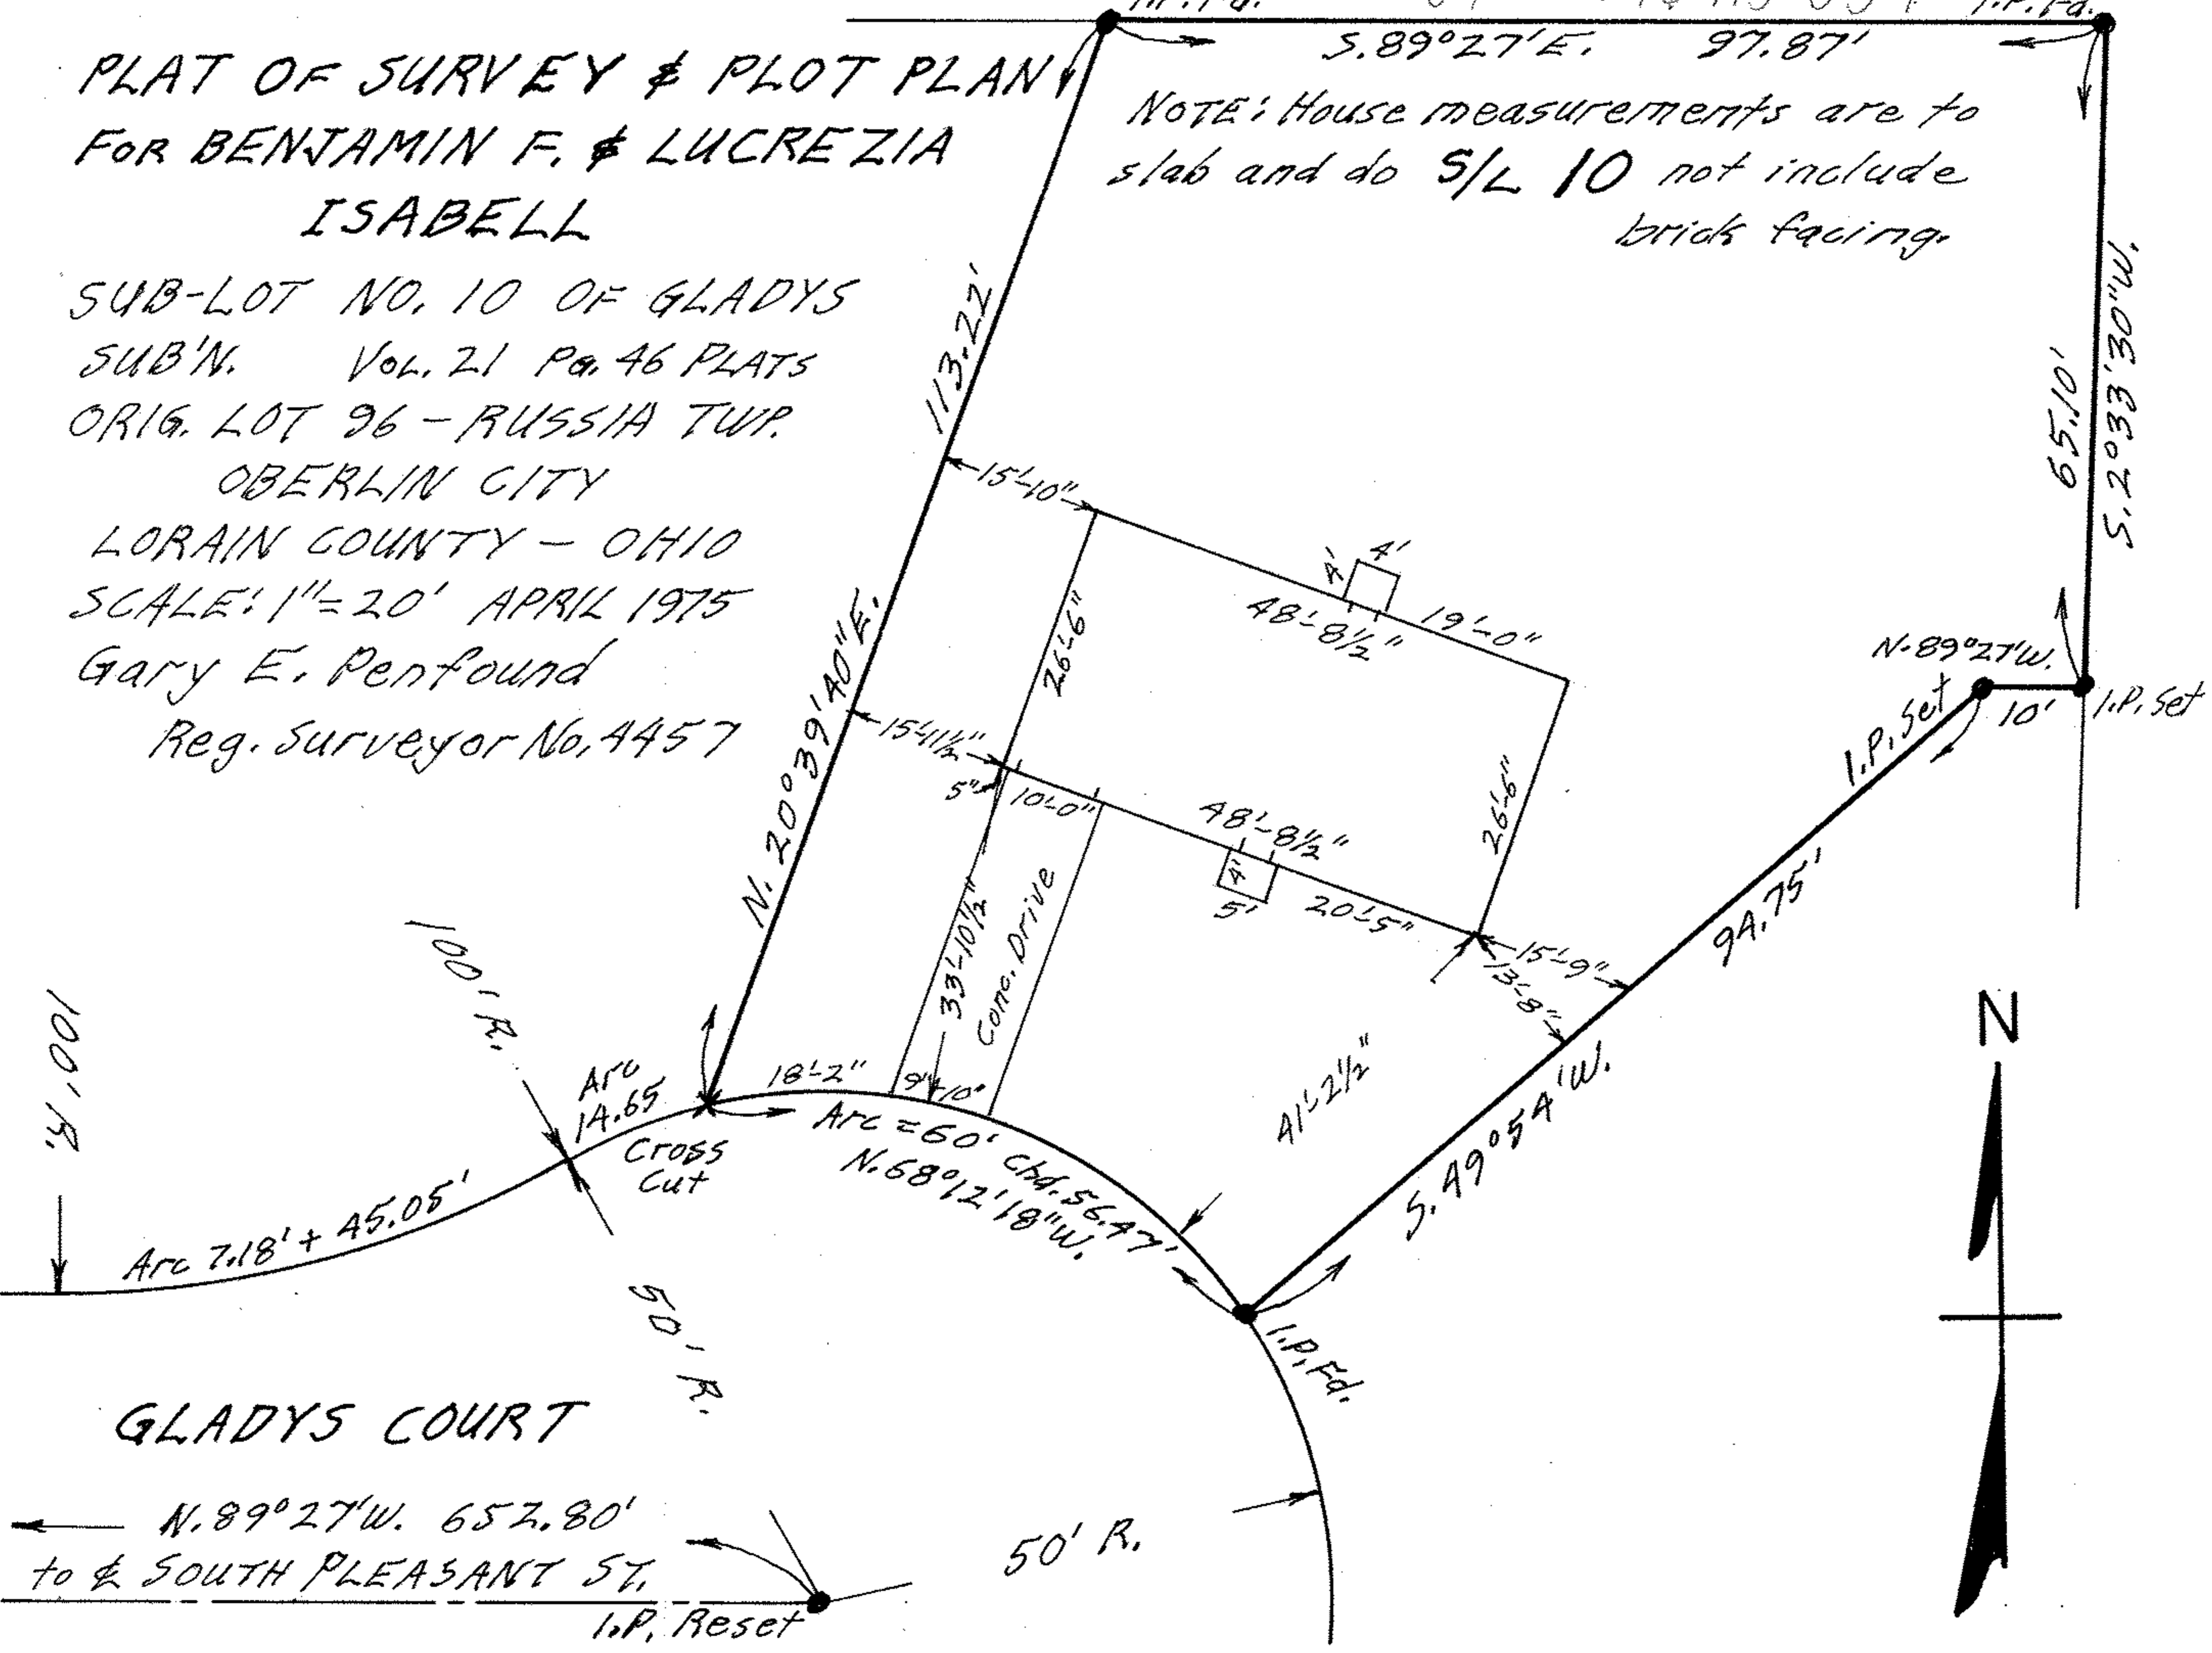 PLAT OF SURVEY & PLOT PLAN
FOR BENJAMIN F. & LUCREZIA
ISABELL
SUB-LOT NO. 10 OF GLADYS
SUB'N. VOL. 21 PG. 46 PLATS
ORIG. LOT 96 - RUSSIA TWP.
OBERLIN CITY
LORAIN COUNTY - OHIO
SCALE: 1"=20' APRIL 1975
Gary E. Penfound
Reg. Surveyor No. 4457
I.P. Fd.
S. 89°27'E. 97.87'
NOTE: House measurements are to
slab and do S/L 10 not include
brick facing.
113.22'
N. 20°39'40"E.
65.10'
S. 2°33'30"W.
15'-10"
4'
4'
48'-8½"
19'-0"
26'-6"
N. 89°27'W.
10'
I.P. Set
I.P. Set
15'-11½"
5"
10'-0"
48'-8½"
26'-6"
4'
5'
20'-5"
15'-9"
13'-8"
94.75'
S. 49°54'W.
33'-10½"
Conc. Drive
41'-2½"
N
100' R.
100' R.
Arc
14.65
Cross
Cut
18'-2"
9'-10"
Arc = 60' Chd. 56.47'
N. 68°12'18"W.
Arc 7.18' + 45.05'
I.P. Fd.
50' R.
GLADYS COURT
N. 89°27'W. 652.80'
to ℄ SOUTH PLEASANT ST.
I.P. Reset
50' R.